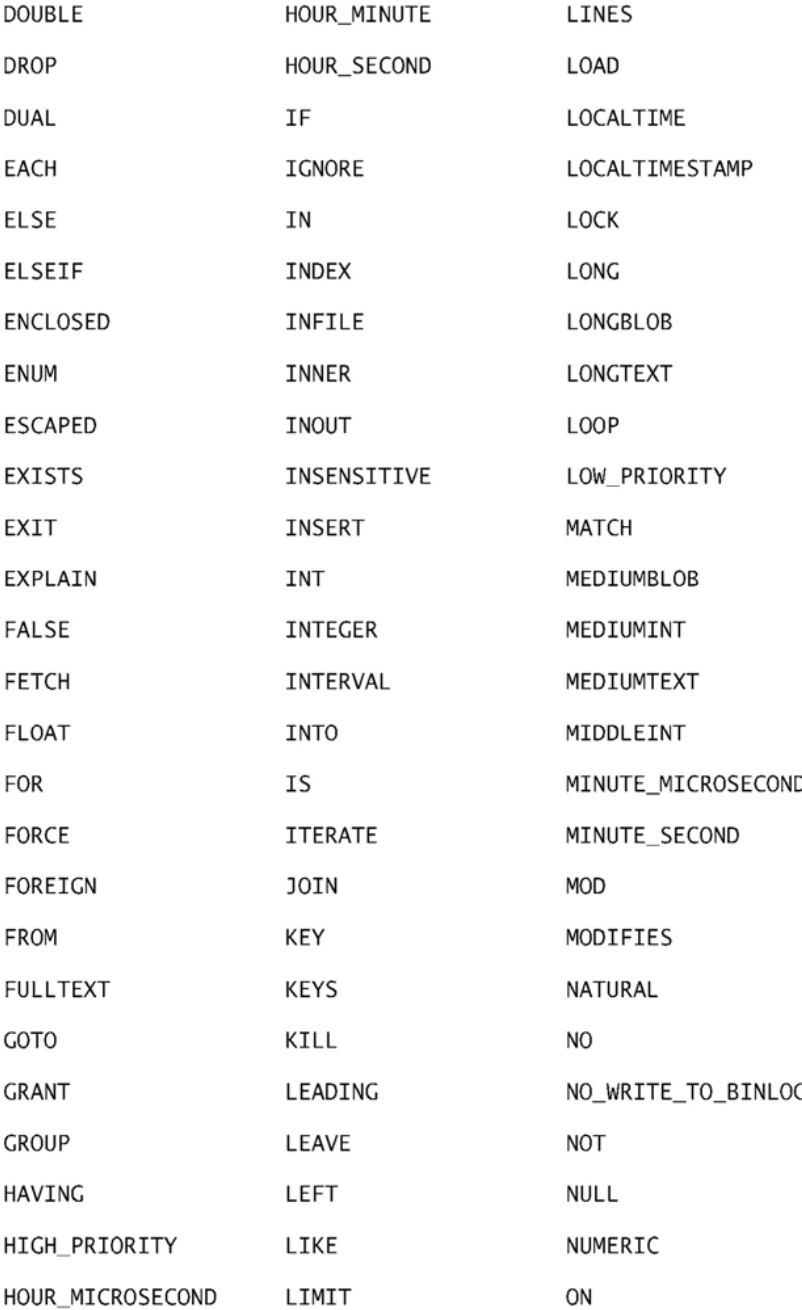 DOUBLE HOUR_MINUTE LINES
DROP HOUR_SECOND LOAD
DUAL IF LOCALTIME
EACH IGNORE LOCALTIMESTAMP
ELSE IN LOCK
ELSEIF INDEX LONG
ENCLOSED INFILE LONGBLOB
ENUM INNER LONGTEXT
ESCAPED INOUT LOOP
EXISTS INSENSITIVE LOW_PRIORITY
EXIT INSERT MATCH
EXPLAIN INT MEDIUMBLOB
FALSE INTEGER MEDIUMINT
FETCH INTERVAL MEDIUMTEXT
FLOAT INTO MIDDLEINT
FOR IS MINUTE_MICROSECOND
FORCE ITERATE MINUTE_SECOND
FOREIGN JOIN MOD
FROM KEY MODIFIES
FULLTEXT KEYS NATURAL
GOTO KILL NO
GRANT LEADING NO_WRITE_TO_BINLOG
GROUP LEAVE NOT
HAVING LEFT NULL
HIGH_PRIORITY LIKE NUMERIC
HOUR_MICROSECOND LIMIT ON